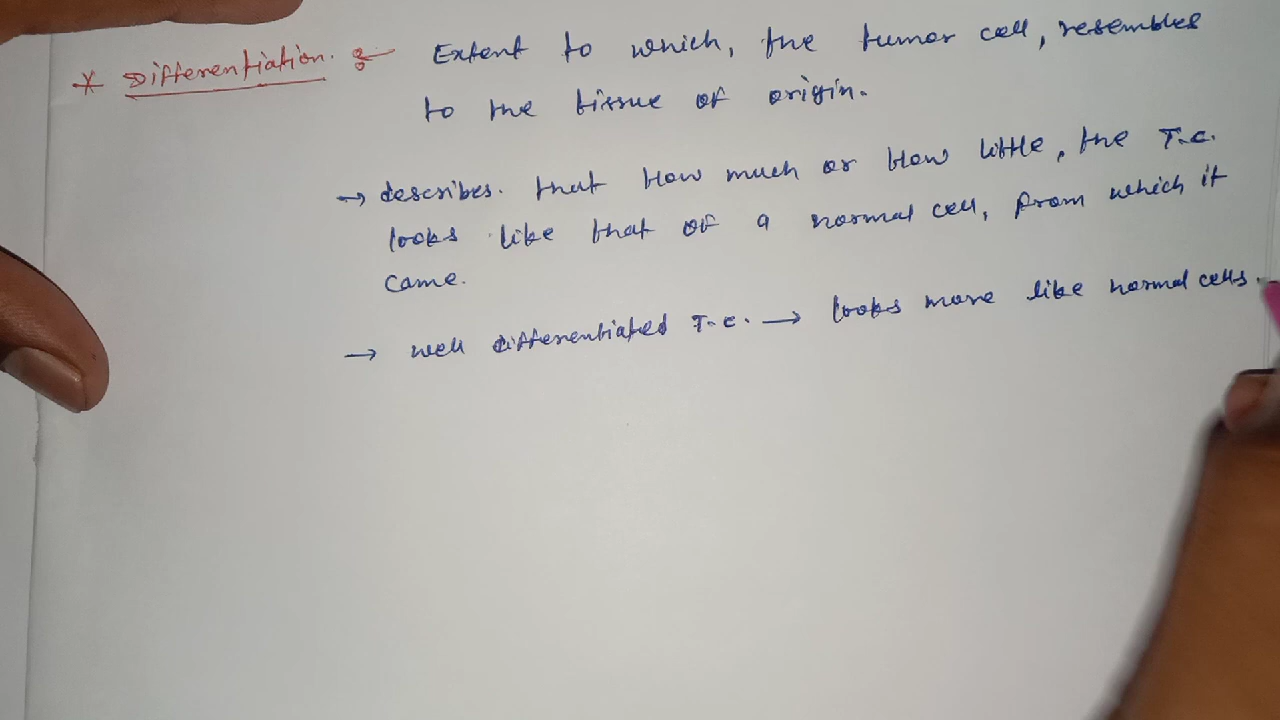 * Differentiation :- Extent to which, the tumor cell, resembles
to the tissue of origin.
→ describes. that How much or How little, the T.C.
looks like that of a normal cell, from which it
came.
→ well differentiated T.C. → looks more like normal cells.